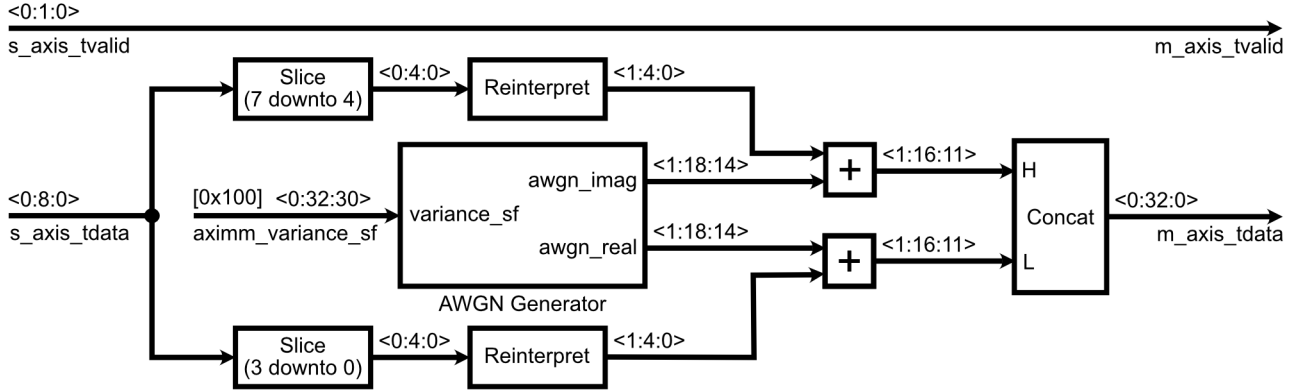 <0:1:0>
s_axis_tvalid
m_axis_tvalid
Slice
(7 downto 4)
<0:4:0>
Reinterpret
<1:4:0>
<0:8:0>
s_axis_tdata
[0x100] <0:32:30>
aximm_variance_sf
variance_sf
awgn_imag
awgn_real
AWGN Generator
<1:18:14>
<1:18:14>
+
+
<1:16:11>
<1:16:11>
H
Concat
L
<0:32:0>
m_axis_tdata
Slice
(3 downto 0)
<0:4:0>
Reinterpret
<1:4:0>